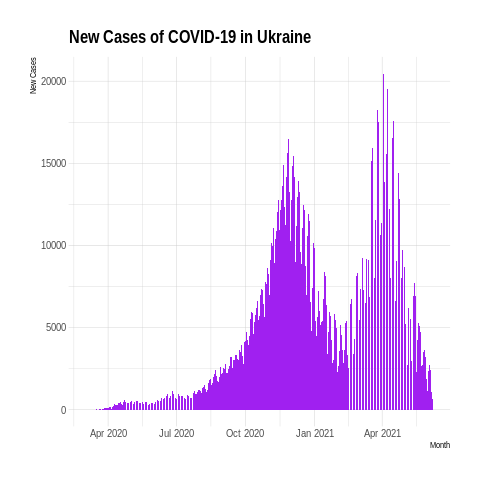 New Cases of COVID-19 in Ukraine
New Cases
20000
15000
10000
5000
0
Apr 2020 Jul 2020 Oct 2020 Jan 2021 Apr 2021
Month